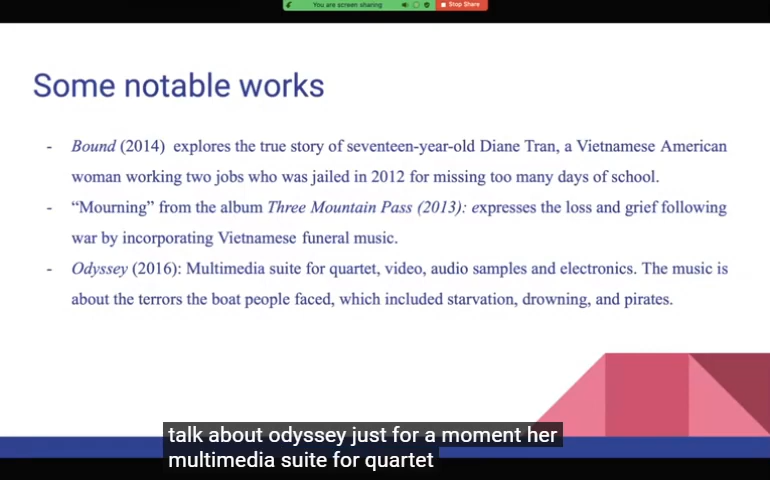 You are screen sharing
Stop Share
Some notable works
- Bound (2014) explores the true story of seventeen-year-old Diane Tran, a Vietnamese American
woman working two jobs who was jailed in 2012 for missing too many days of school.
- “Mourning” from the album Three Mountain Pass (2013): expresses the loss and grief following
war by incorporating Vietnamese funeral music.
- Odyssey (2016): Multimedia suite for quartet, video, audio samples and electronics. The music is
about the terrors the boat people faced, which included starvation, drowning, and pirates.
talk about odyssey just for a moment her
multimedia suite for quartet